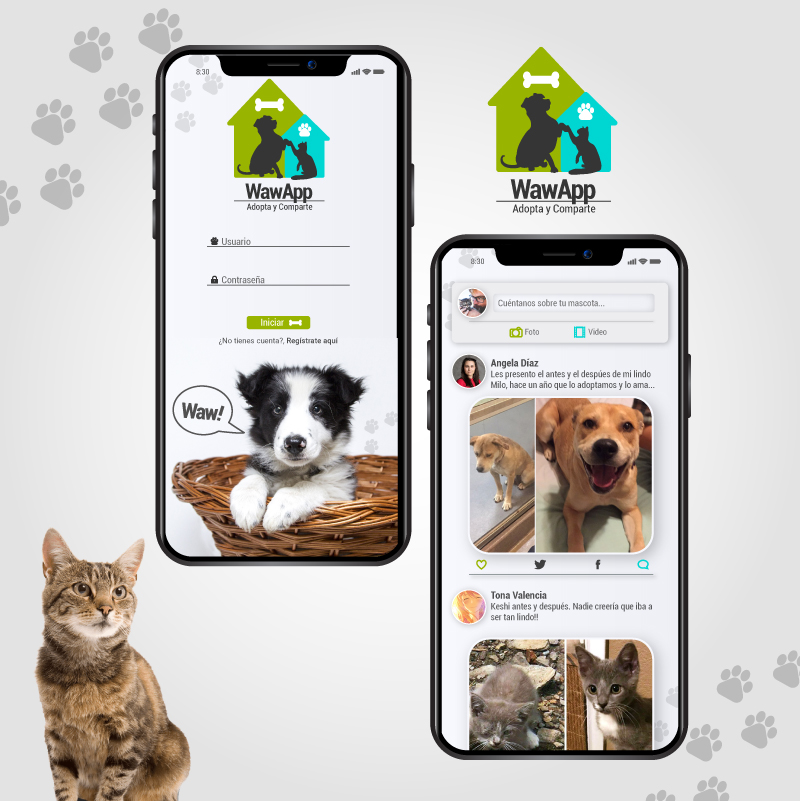 8:30
WawApp
Adopta y Comparte
Usuario
Contraseña
Iniciar
¿No tienes cuenta?, Registrate aquí
Waw!
WawApp
Adopta y Comparte
8:30
Cuéntanos sobre tu mascota...
Foto
Video
Angela Díaz
Les presento el antes y el despúes de mi lindo
Milo, hace un año que lo adoptamos y lo ama...
f
Tona Valencia
Keshi antes y después. Nadie creería que iba a
ser tan lindo!!